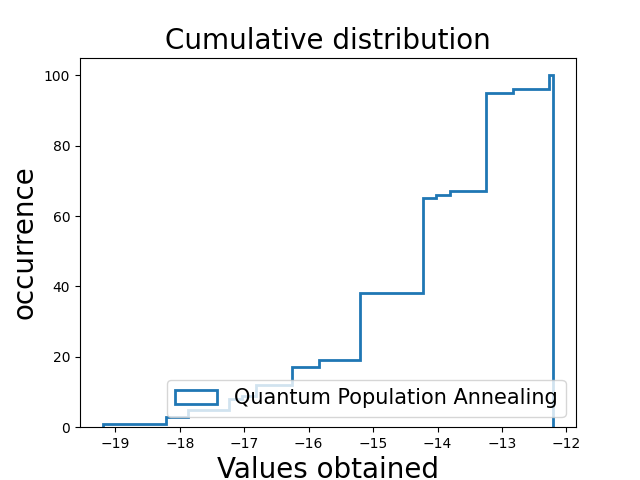 Cumulative distribution
occurrence
100
80
60
40
20
0
Quantum Population Annealing
−19 −18 −17 −16 −15 −14 −13 −12
Values obtained